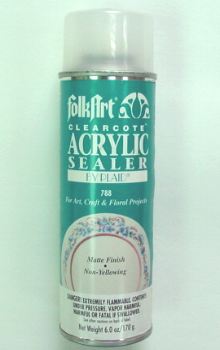 FolkArt
CLEARCOTE™
ACRYLIC
SEALER
BY PLAID®
788
For Art, Craft & Floral Projects
Matte Finish
•
Non-Yellowing
DANGER! EXTREMELY FLAMMABLE. CONTENTS
UNDER PRESSURE. VAPOR HARMFUL.
HARMFUL OR FATAL IF SWALLOWED.
Net Weight 6.0 oz./170 g.